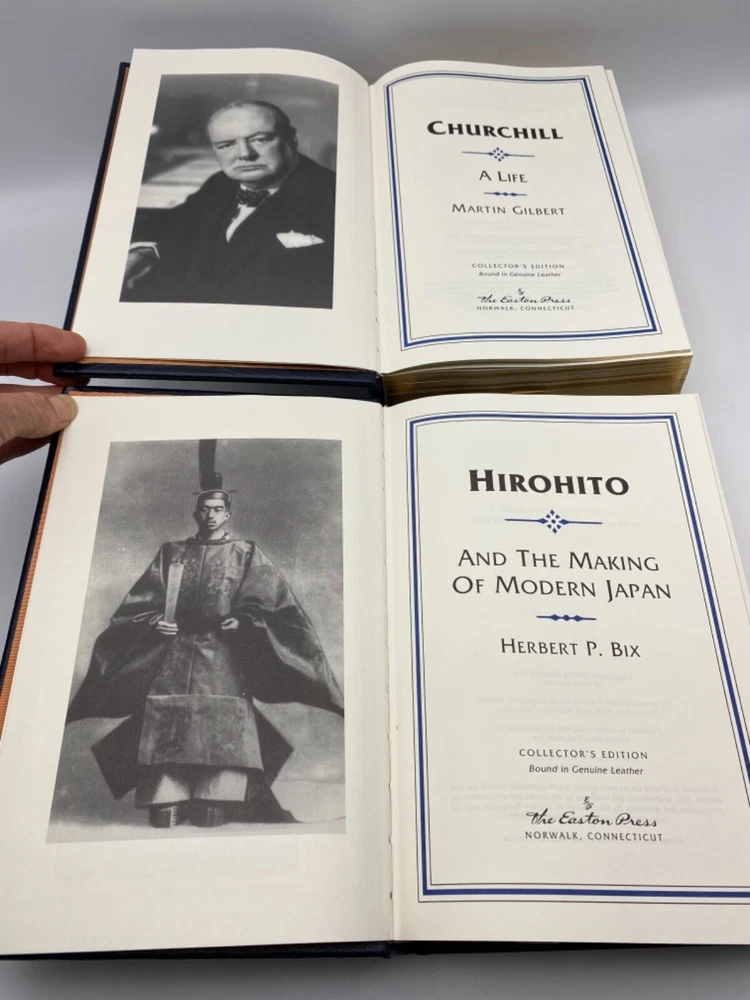 CHURCHILL
A LIFE
MARTIN GILBERT
COLLECTOR'S EDITION
Bound in Genuine Leather
The Easton Press
NORWALK, CONNECTICUT
HIROHITO
AND THE MAKING
OF MODERN JAPAN
HERBERT P. BIX
COLLECTOR'S EDITION
Bound in Genuine Leather
The Easton Press
NORWALK, CONNECTICUT